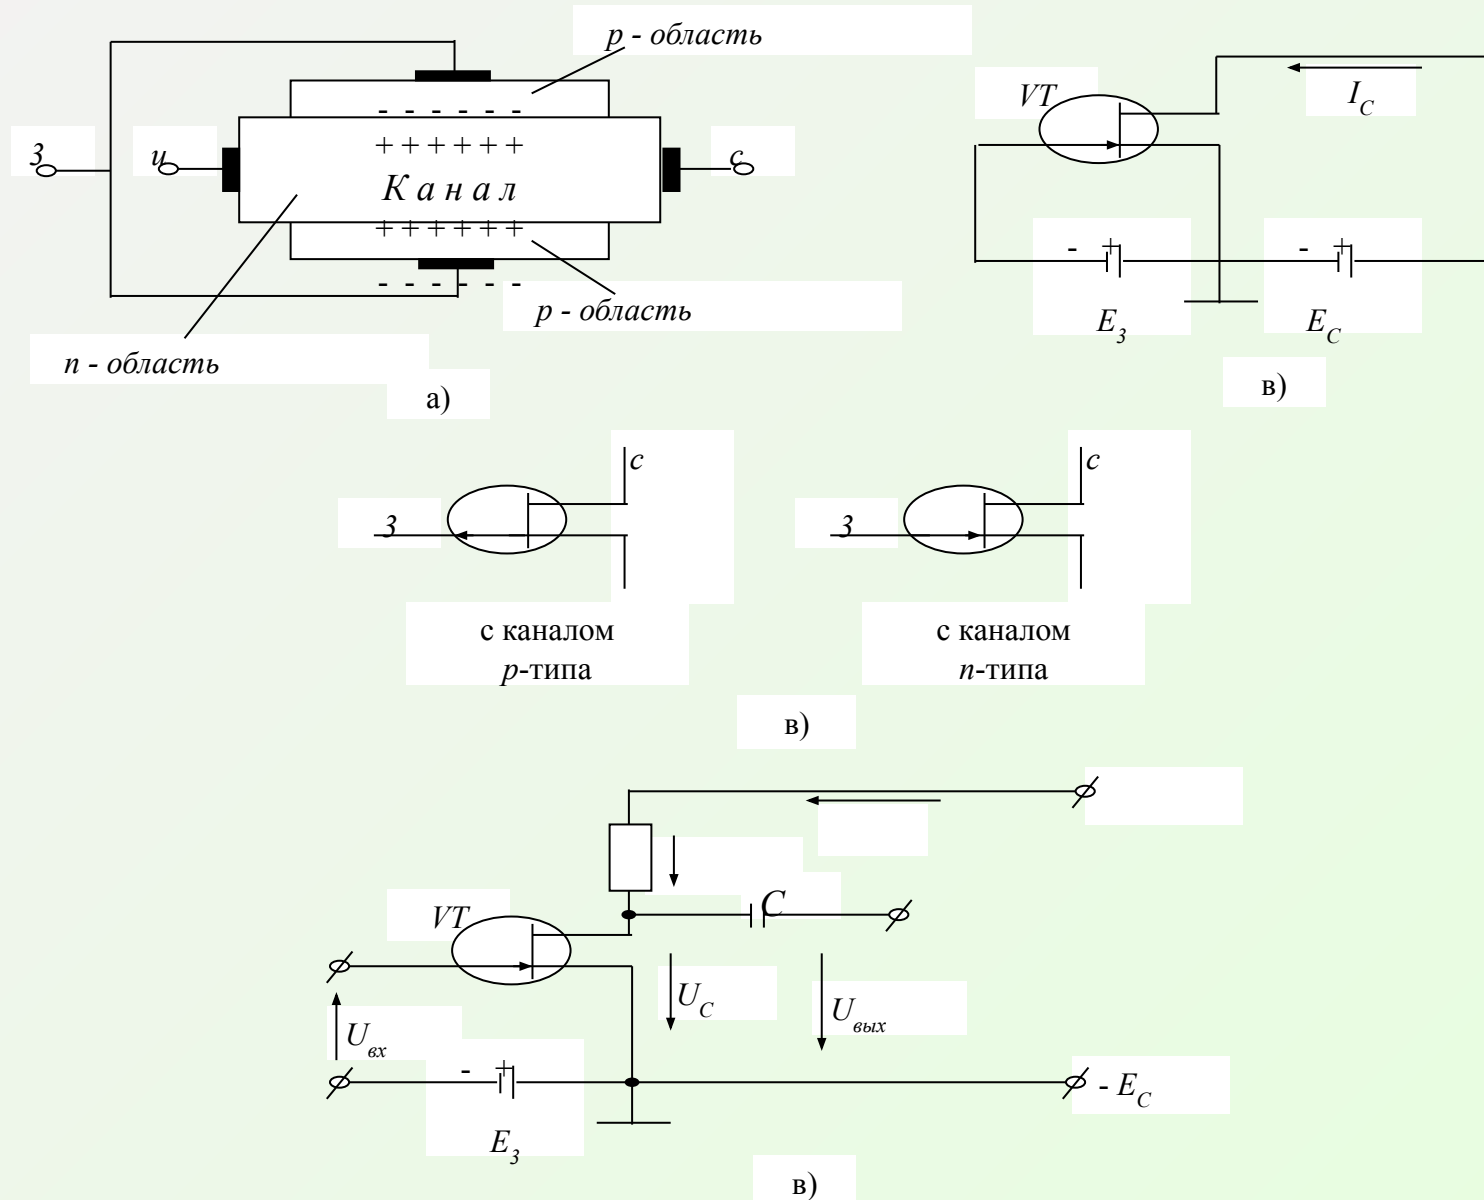 p - область
- - - - - -
+ + + + + +
К а н а л
+ + + + + +
- - - - - -
З
и
с
p - область
n - область
а)
VT
I_C
- +
E_З
- +
E_C
в)
З
с
с каналом
p-типа
З
с
с каналом
n-типа
в)
C
VT
U_C
U_вых
U_вх
- +
E_З
- E_C
в)